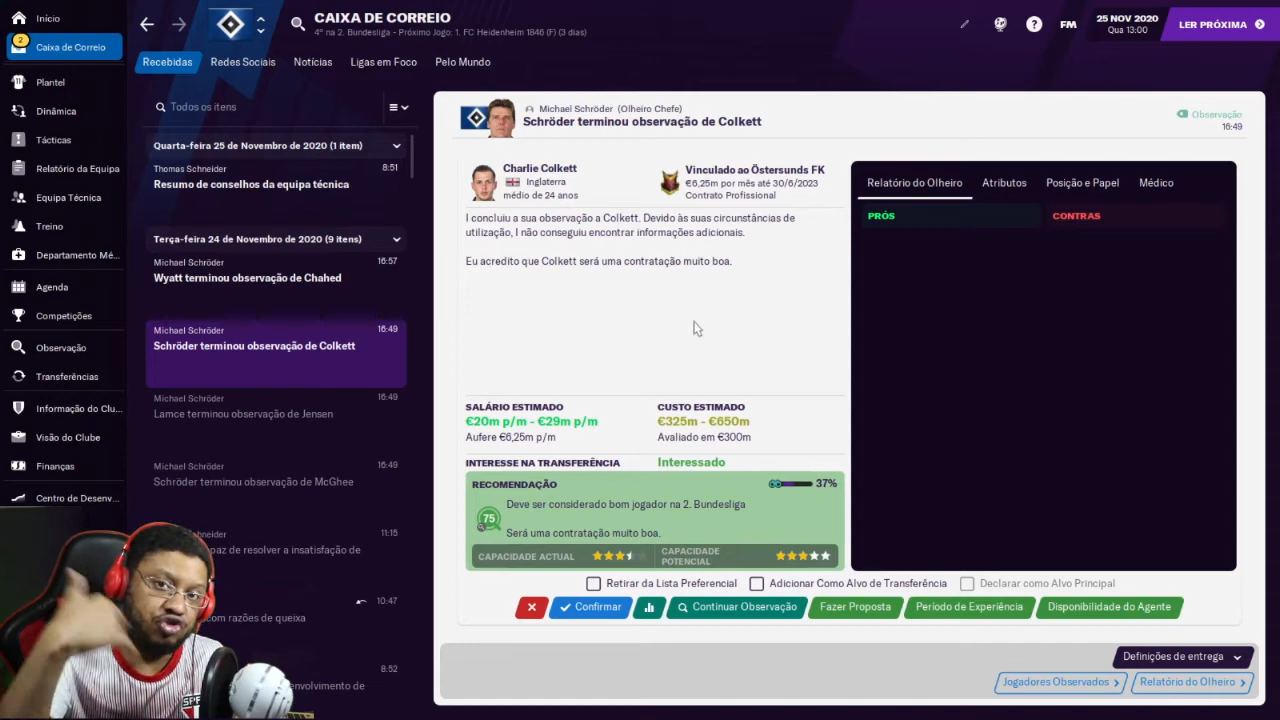 Início
CAIXA DE CORREIO
4º na 2. Bundesliga - Próximo Jogo: 1. FC Heidenheim 1846 (F) (3 dias)
FM
25 NOV 2020
Qua 13:00
LER PRÓXIMA
2
Caixa de Correio
Recebidas
Redes Sociais
Notícias
Ligas em Foco
Pelo Mundo
Plantel
Dinâmica
Tácticas
Relatório da Equipa
Equipa Técnica
Treino
Departamento Mé...
Agenda
Competições
Observação
Transferências
Informação do Clu...
Visão do Clube
Finanças
Centro de Desenv...
Todos os itens
Quarta-feira 25 de Novembro de 2020 (1 item)
Thomas Schneider
8:51
Resumo de conselhos da equipa técnica
Terça-feira 24 de Novembro de 2020 (9 itens)
Michael Schröder
16:57
Wyatt terminou observação de Chahed
Michael Schröder
16:49
Schröder terminou observação de Colkett
Michael Schröder
16:49
Lamce terminou observação de Jensen
Michael Schröder
16:49
Schröder terminou observação de McGhee
hneider
11:15
paz de resolver a insatisfação de
10:47
com razões de queixa
8:52
envolvimento de
Michael Schröder (Olheiro Chefe)
Schröder terminou observação de Colkett
Observação
16:49
Charlie Colkett
Inglaterra
médio de 24 anos
Vinculado ao Östersunds FK
€6,25m por mês até 30/6/2023
Contrato Profissional
I concluiu a sua observação a Colkett. Devido às suas circunstâncias de
utilização, I não conseguiu encontrar informações adicionais.
Eu acredito que Colkett será uma contratação muito boa.
SALÁRIO ESTIMADO
€20m p/m - €29m p/m
Aufere €6,25m p/m
CUSTO ESTIMADO
€325m - €650m
Avaliado em €300m
INTERESSE NA TRANSFERÊNCIA
Interessado
RECOMENDAÇÃO
37%
75
Deve ser considerado bom jogador na 2. Bundesliga
Será uma contratação muito boa.
CAPACIDADE ACTUAL
CAPACIDADE
POTENCIAL
Relatório do Olheiro
Atributos
Posição e Papel
Médico
PRÓS
CONTRAS
Retirar da Lista Preferencial
Adicionar Como Alvo de Transferência
Declarar como Alvo Principal
Confirmar
Continuar Observação
Fazer Proposta
Período de Experiência
Disponibilidade do Agente
Definições de entrega
Jogadores Observados
Relatório do Olheiro